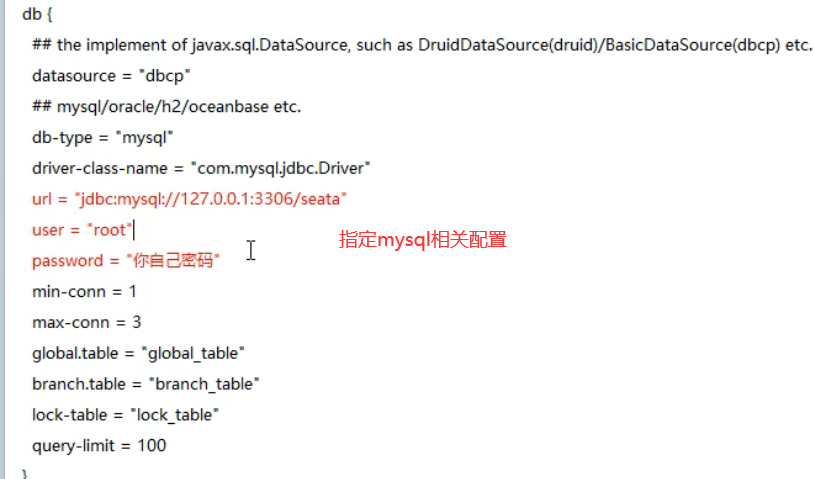 db {
## the implement of javax.sql.DataSource, such as DruidDataSource(druid)/BasicDataSource(dbcp) etc.
datasource = "dbcp"
## mysql/oracle/h2/oceanbase etc.
db-type = "mysql"
driver-class-name = "com.mysql.jdbc.Driver"
url = "jdbc:mysql://127.0.0.1:3306/seata"
user = "root"
指定mysql相关配置
password = "你自己密码"
min-conn = 1
max-conn = 3
global.table = "global_table"
branch.table = "branch_table"
lock-table = "lock_table"
query-limit = 100
}